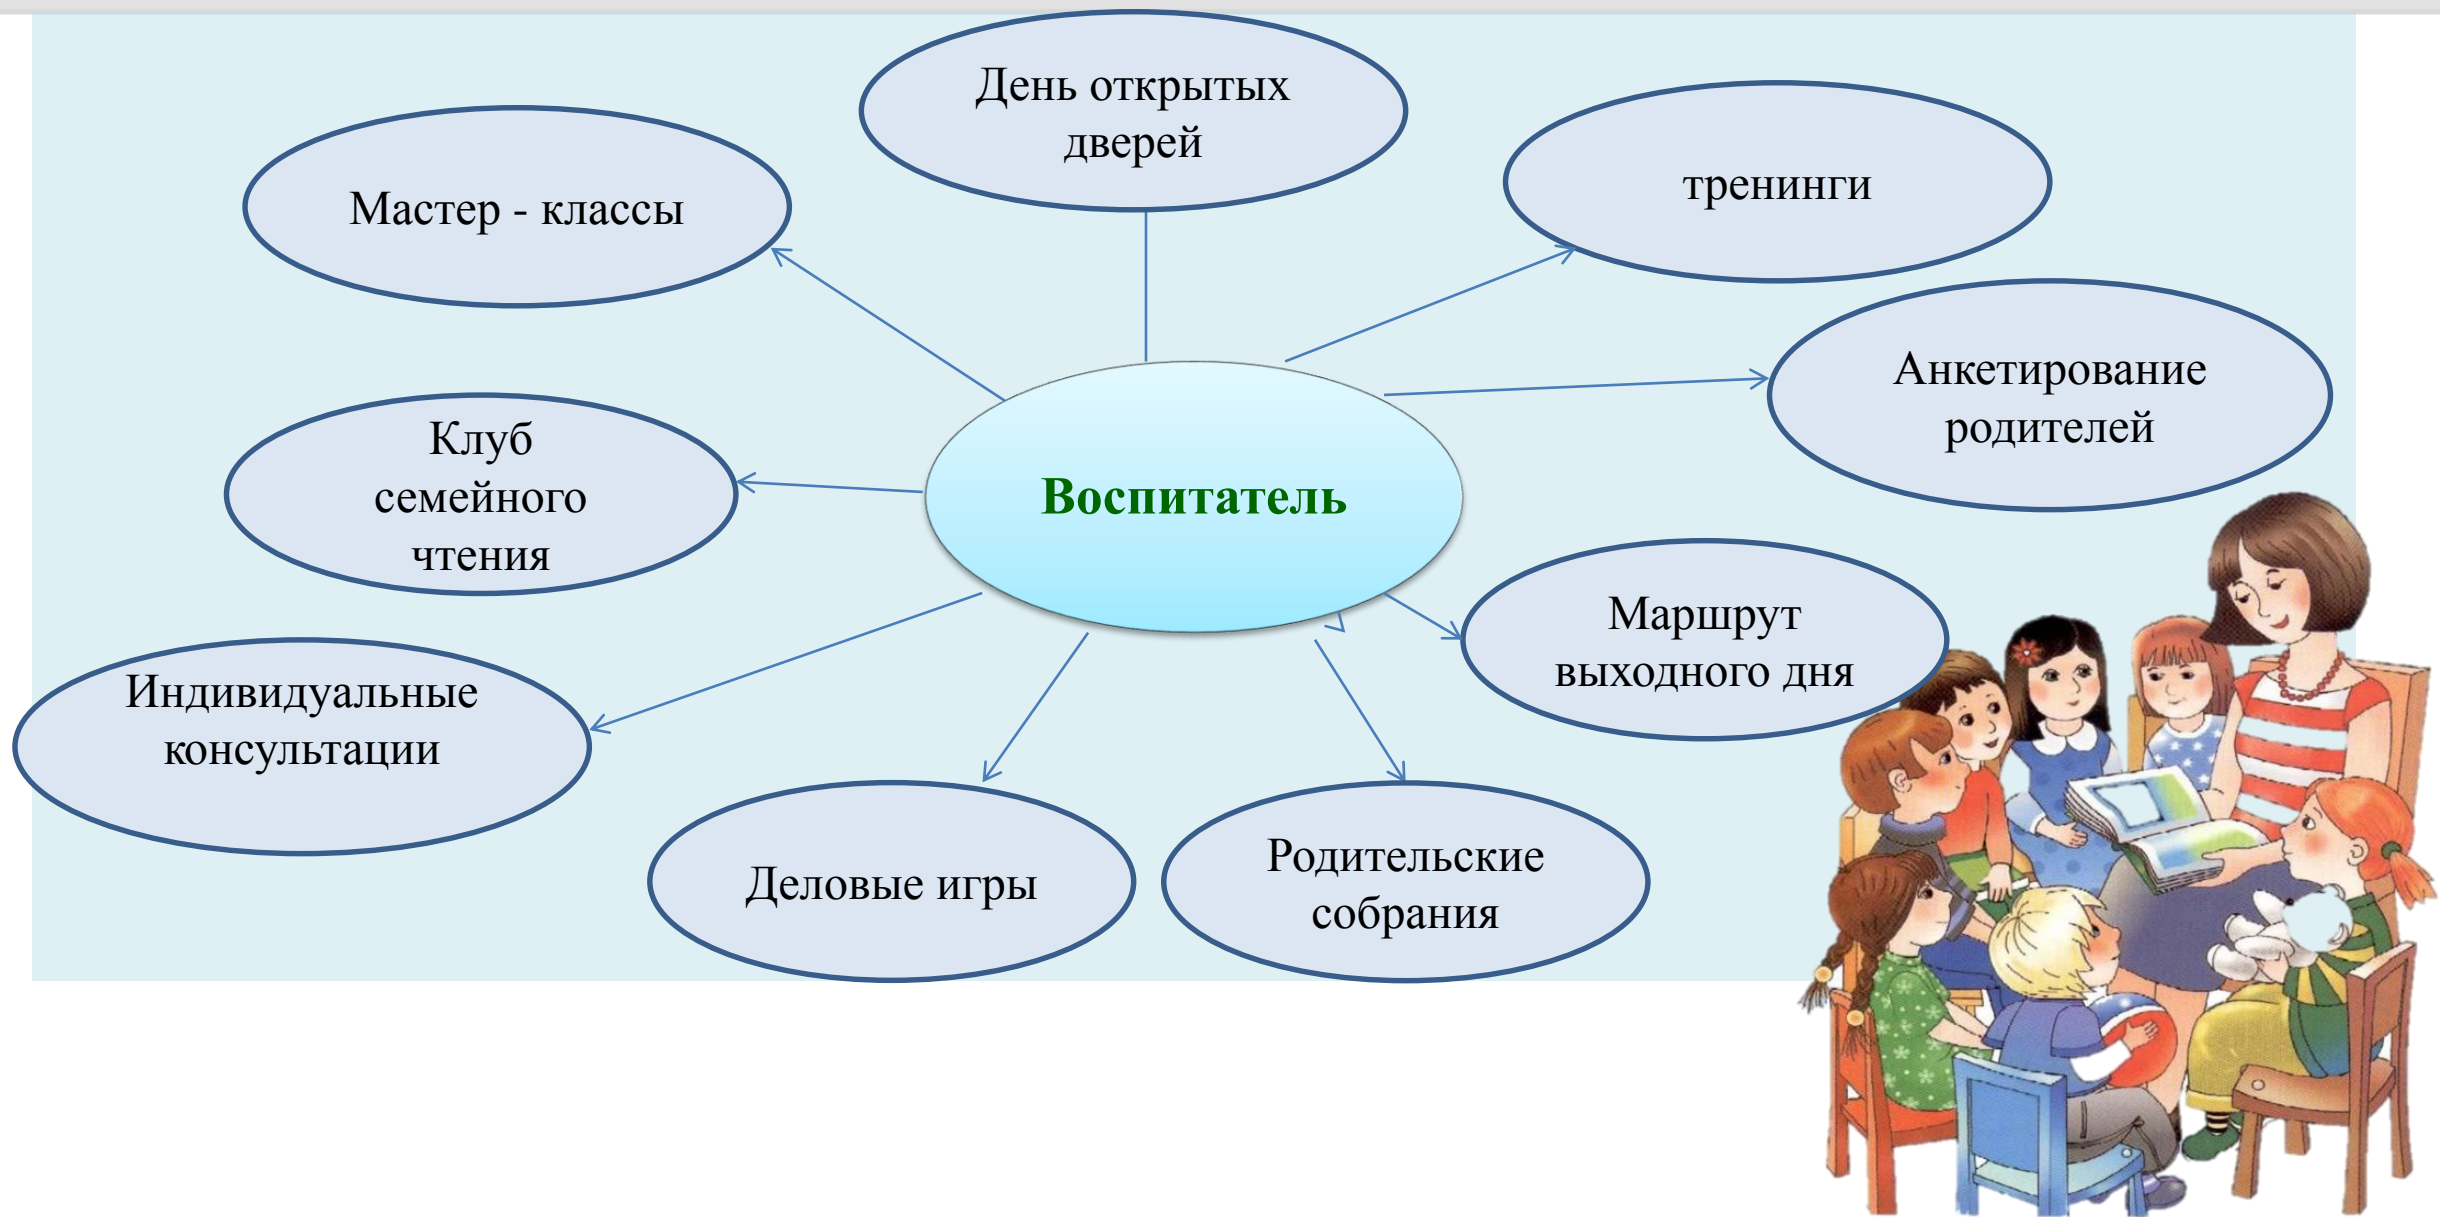 День открытых
дверей
Мастер - классы
тренинги
Анкетирование
родителей
Клуб
семейного
чтения
Воспитатель
Маршрут
выходного дня
Индивидуальные
консультации
Деловые игры
Родительские
собрания